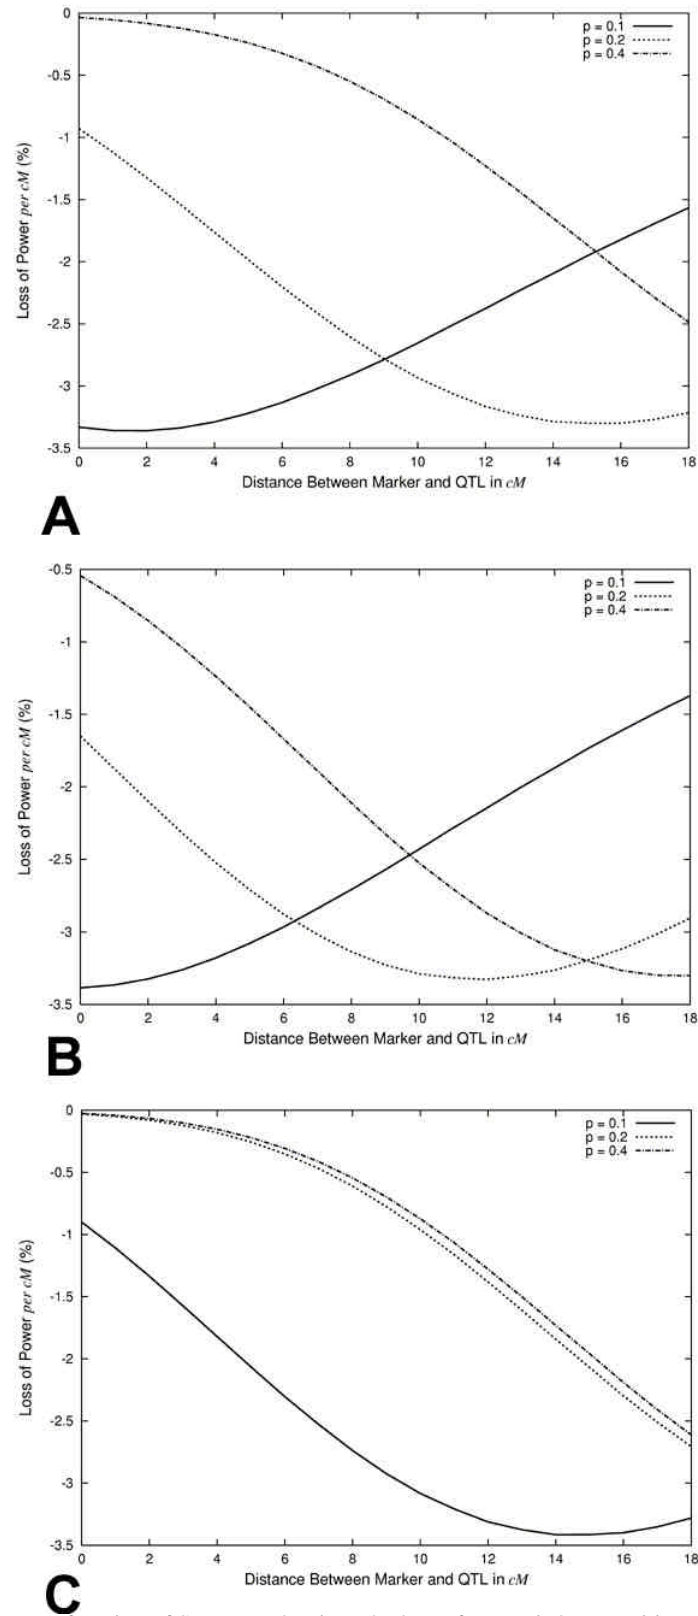 0
-0.5
-1
-1.5
-2
-2.5
-3
-3.5
Loss of Power per cM (%)
p = 0.1
p = 0.2
p = 0.4
0 2 4 6 8 10 12 14 16 18
Distance Between Marker and QTL in cM
A
-0.5
-1
-1.5
-2
-2.5
-3
-3.5
Loss of Power per cM (%)
p = 0.1
p = 0.2
p = 0.4
0 2 4 6 8 10 12 14 16 18
Distance Between Marker and QTL in cM
B
0
-0.5
-1
-1.5
-2
-2.5
-3
-3.5
Loss of Power per cM (%)
p = 0.1
p = 0.2
p = 0.4
0 2 4 6 8 10 12 14 16 18
Distance Between Marker and QTL in cM
C